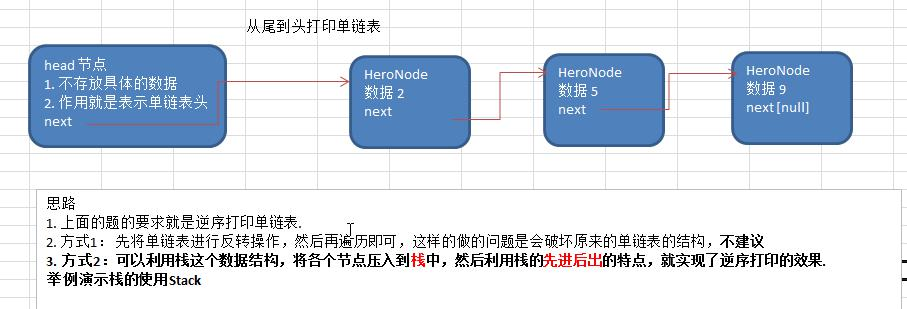 从尾到头打印单链表
head 节点
1. 不存放具体的数据
2. 作用就是表示单链表头
next
HeroNode
数据 2
next
HeroNode
数据 5
next
HeroNode
数据 9
next [null]
思路
1. 上面的题的要求就是逆序打印单链表.
2. 方式1： 先将单链表进行反转操作，然后再遍历即可，这样的做的问题是会破坏原来的单链表的结构，不建议
3. 方式2：可以利用栈这个数据结构，将各个节点压入到栈中，然后利用栈的先进后出的特点，就实现了逆序打印的效果.
举例演示栈的使用Stack